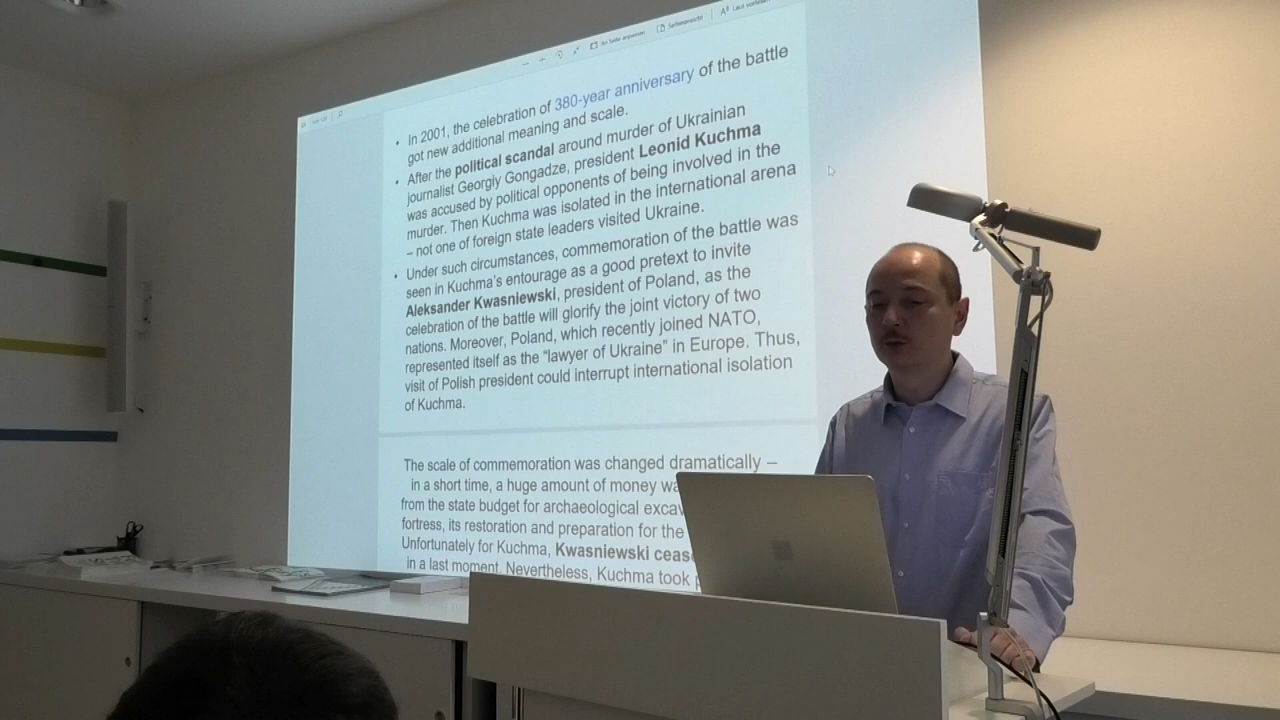 An Seite anpassen
Seitenansicht
Laut vorlesen
• In 2001, the celebration of 380-year anniversary of the battle
got new additional meaning and scale.
• After the political scandal around murder of Ukrainian
journalist Georgiy Gongadze, president Leonid Kuchma
was accused by political opponents of being involved in the
murder. Then Kuchma was isolated in the international arena
– not one of foreign state leaders visited Ukraine.
• Under such circumstances, commemoration of the battle was
seen in Kuchma's entourage as a good pretext to invite
Aleksander Kwasniewski, president of Poland, as the
celebration of the battle will glorify the joint victory of two
nations. Moreover, Poland, which recently joined NATO,
represented itself as the “lawyer of Ukraine” in Europe. Thus,
visit of Polish president could interrupt international isolation
of Kuchma.
The scale of commemoration was changed dramatically –
in a short time, a huge amount of money
from the state budget for archaeological
fortress, its restoration and preparation for the
Unfortunately for Kuchma, Kwasniewski
in a last moment. Nevertheless, Kuchma took